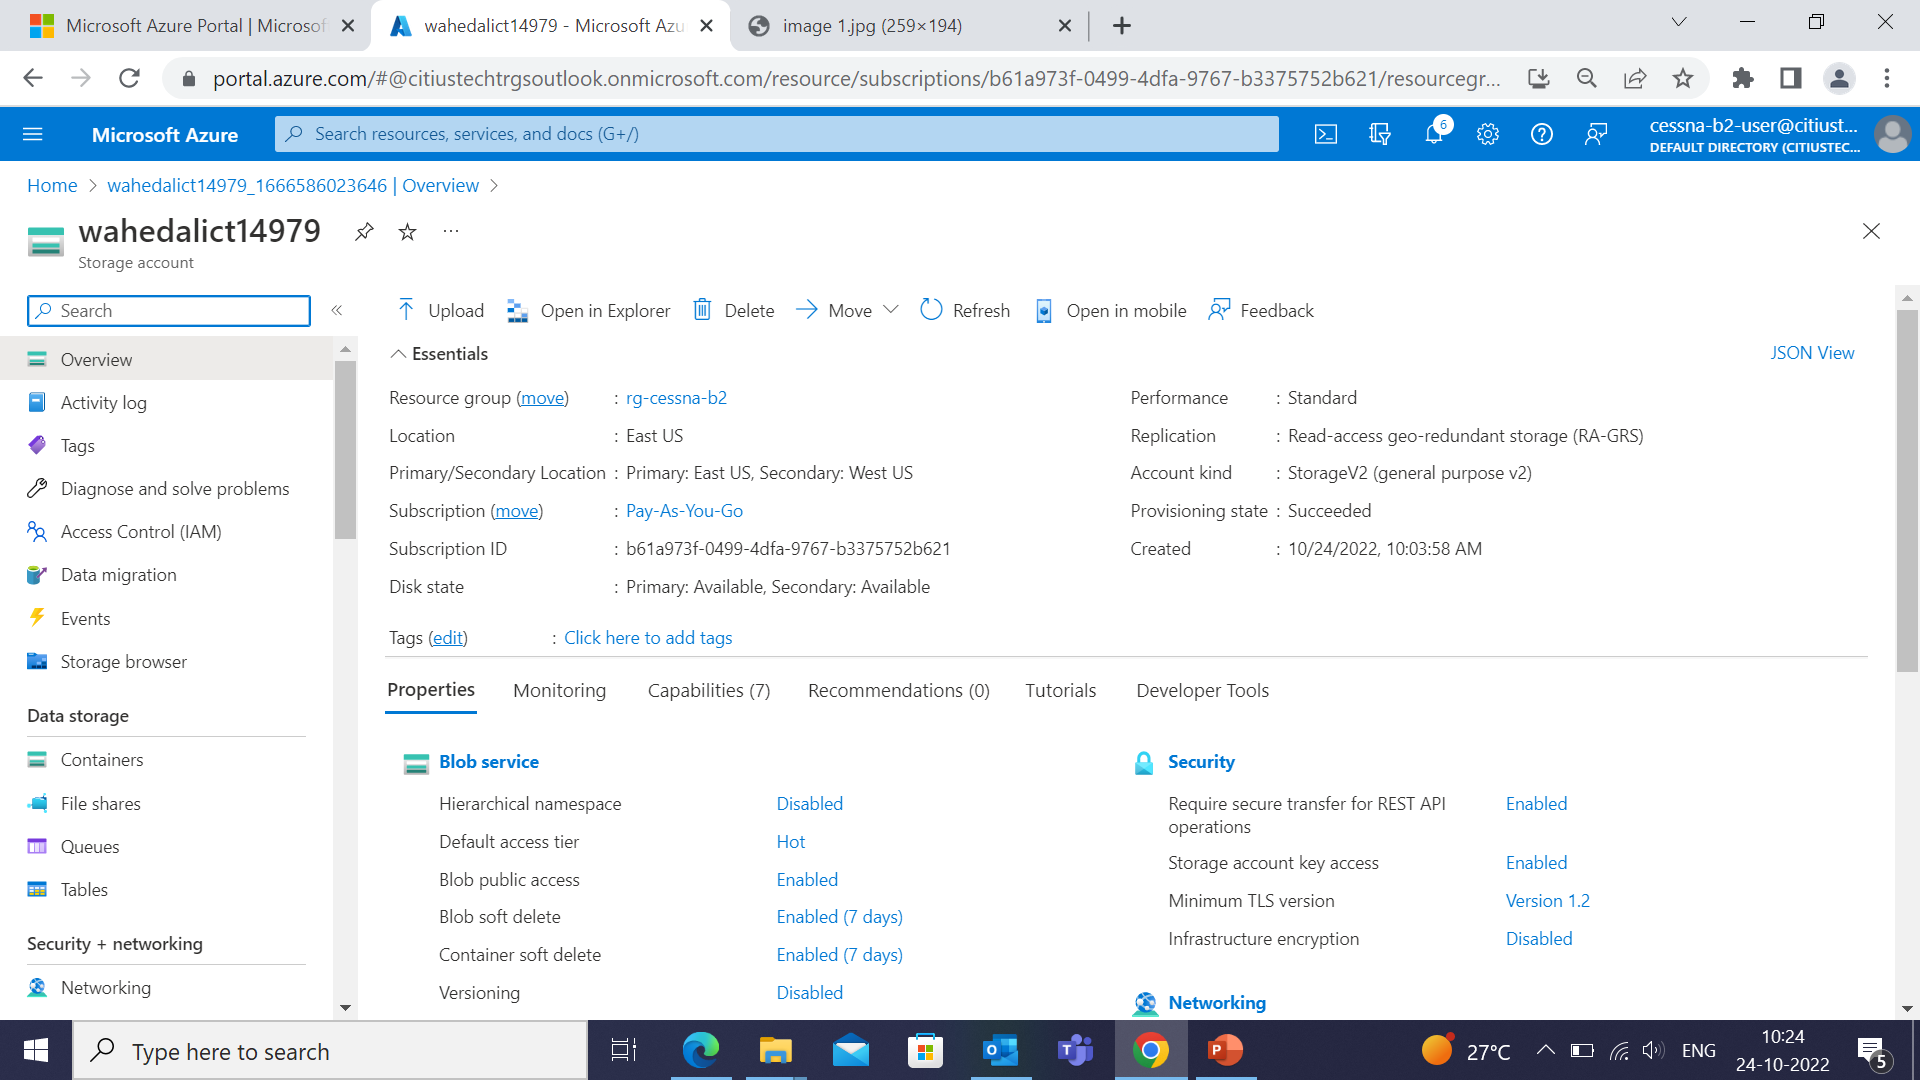 Microsoft Azure Portal | Microsof
wahedalict14979 - Microsoft Azu
image 1.jpg (259×194)
portal.azure.com/#@citiustechtrgsoutlook.onmicrosoft.com/resource/subscriptions/b61a973f-0499-4dfa-9767-b3375752b621/resourcegr...
Microsoft Azure
Search resources, services, and docs (G+/)
6
cessna-b2-user@citiust...
DEFAULT DIRECTORY (CITIUSTEC...
Home > wahedalict14979_1666586023646 | Overview >
wahedalict14979
...
Storage account
Search
«
Upload
Open in Explorer
Delete
Move
Refresh
Open in mobile
Feedback
Overview
Activity log
Tags
Diagnose and solve problems
Access Control (IAM)
Data migration
Events
Storage browser
Data storage
Containers
File shares
Queues
Tables
Security + networking
Networking
Essentials
JSON View
Resource group (move) : rg-cessna-b2
Location : East US
Primary/Secondary Location : Primary: East US, Secondary: West US
Subscription (move) : Pay-As-You-Go
Subscription ID : b61a973f-0499-4dfa-9767-b3375752b621
Disk state : Primary: Available, Secondary: Available
Performance : Standard
Replication : Read-access geo-redundant storage (RA-GRS)
Account kind : StorageV2 (general purpose v2)
Provisioning state : Succeeded
Created : 10/24/2022, 10:03:58 AM
Tags (edit) : Click here to add tags
Properties
Monitoring
Capabilities (7)
Recommendations (0)
Tutorials
Developer Tools
Blob service
Hierarchical namespace Disabled
Default access tier Hot
Blob public access Enabled
Blob soft delete Enabled (7 days)
Container soft delete Enabled (7 days)
Versioning Disabled
Security
Require secure transfer for REST API Enabled
operations
Storage account key access Enabled
Minimum TLS version Version 1.2
Infrastructure encryption Disabled
Networking
Type here to search
27°C
ENG
10:24
24-10-2022
5